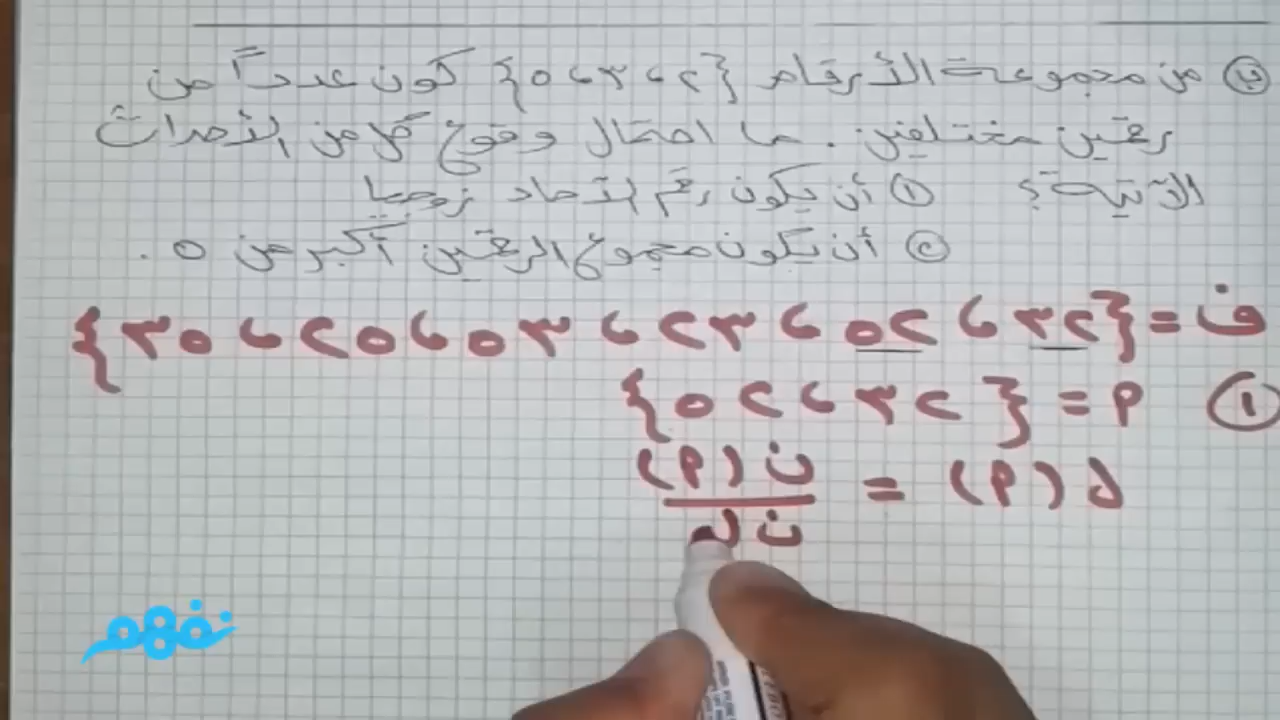 ب من مجموعة الأرقام {٢، ٣، ٥} كون عدداً من
رقمين مختلفين . ما احتمال وقوع كل من الأحداث
الآتية؟ ① أن يكون رقم الآحاد زوجيا
② أن يكون مجموع الرقمين أكبر من ٥ .
ف = {٣٢ ، ٥٢ ، ٢٣ ، ٥٣ ، ٢٥ ، ٣٥}
① أ = {٣٢ ، ٥٢}
ل (أ) = ن (أ)
ن
نفهم